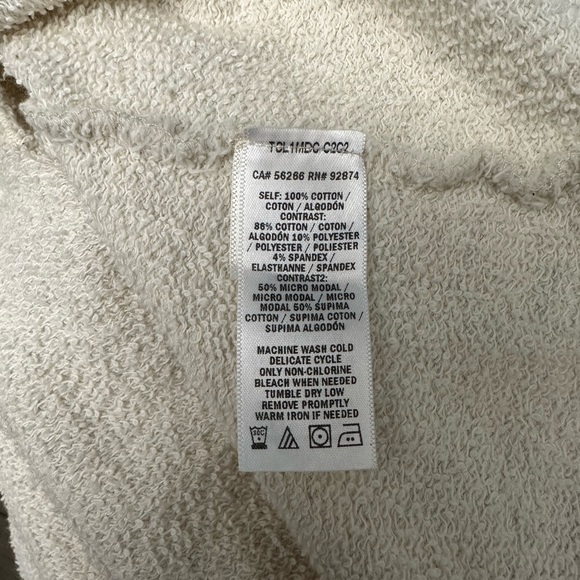 TCL1MDC C2C2
CA# 56266 RN# 92874
SELF: 100% COTTON /
COTON / ALGODÓN
CONTRAST:
86% COTTON / COTON /
ALGODÓN 10% POLYESTER
/ POLYESTER / POLIESTER
4% SPANDEX /
ELASTHANNE / SPANDEX
CONTRAST2:
50% MICRO MODAL /
MICRO MODAL / MICRO
MODAL 50% SUPIMA
COTTON / SUPIMA COTON /
SUPIMA ALGODÓN
MACHINE WASH COLD
DELICATE CYCLE
ONLY NON-CHLORINE
BLEACH WHEN NEEDED
TUMBLE DRY LOW
REMOVE PROMPTLY
WARM IRON IF NEEDED
30C